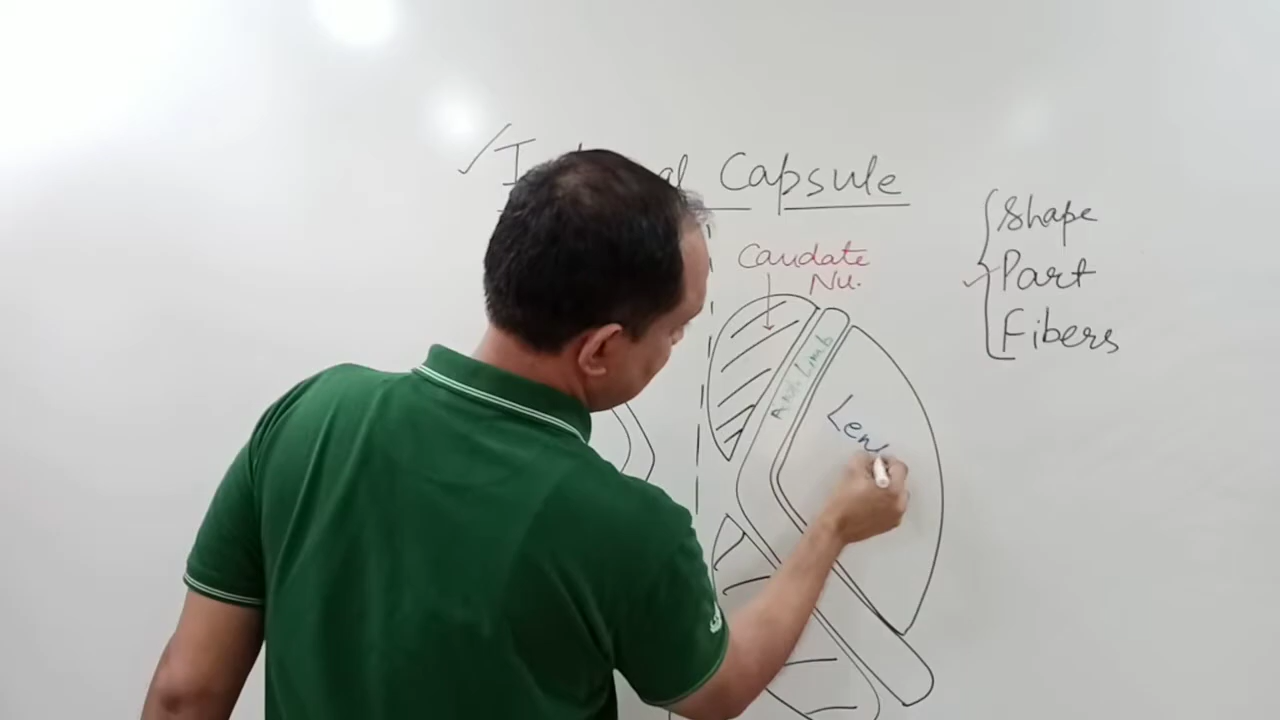 Capsule
Shape
Part
Fibers
Caudate
Nu.
Ant. Limb
Len